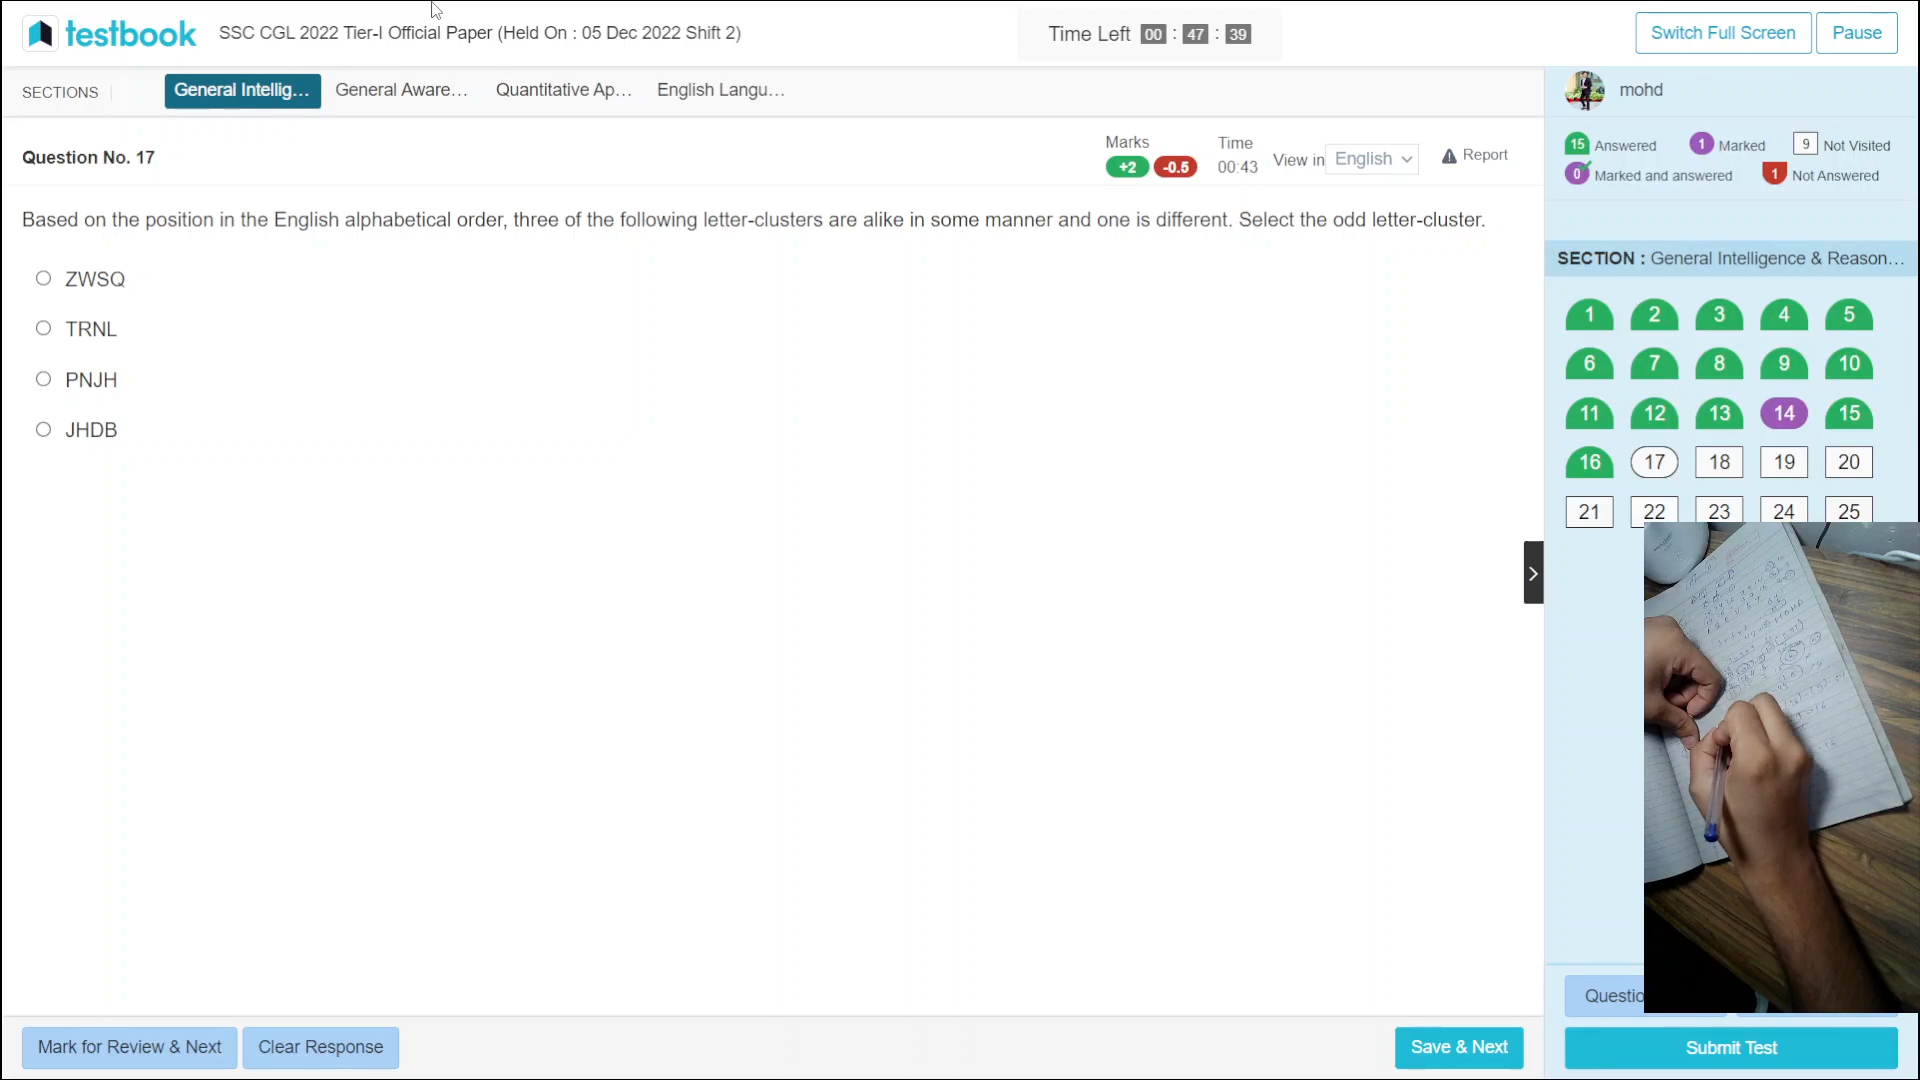 testbook
SSC CGL 2022 Tier-I Official Paper (Held On : 05 Dec 2022 Shift 2)
Time Left 00 : 47 : 39
Switch Full Screen
Pause
SECTIONS
General Intellig...
General Aware...
Quantitative Ap...
English Langu...
mohd
Question No. 17
Marks
+2 -0.5
Time
00:43
View in English
Report
15 Answered
1 Marked
9 Not Visited
0 Marked and answered
1 Not Answered
Based on the position in the English alphabetical order, three of the following letter-clusters are alike in some manner and one is different. Select the odd letter-cluster.
ZWSQ
TRNL
PNJH
JHDB
SECTION : General Intelligence & Reason...
1 2 3 4 5
6 7 8 9 10
11 12 13 14 15
16 17 18 19 20
21 22 23 24 25
Mark for Review & Next
Clear Response
Save & Next
Questio
Submit Test